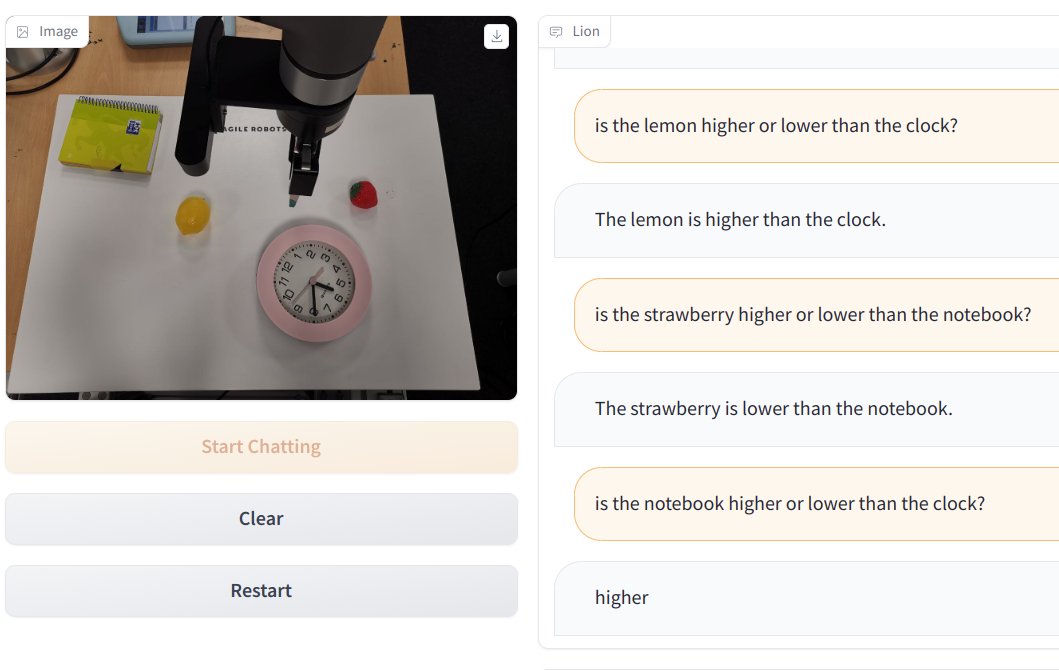 Image
AGILE ROBOTS
12
1
2
3
4
5
6
7
8
9
10
11
Start Chatting
Clear
Restart
Lion
is the lemon higher or lower than the clock?
The lemon is higher than the clock.
is the strawberry higher or lower than the notebook?
The strawberry is lower than the notebook.
is the notebook higher or lower than the clock?
higher